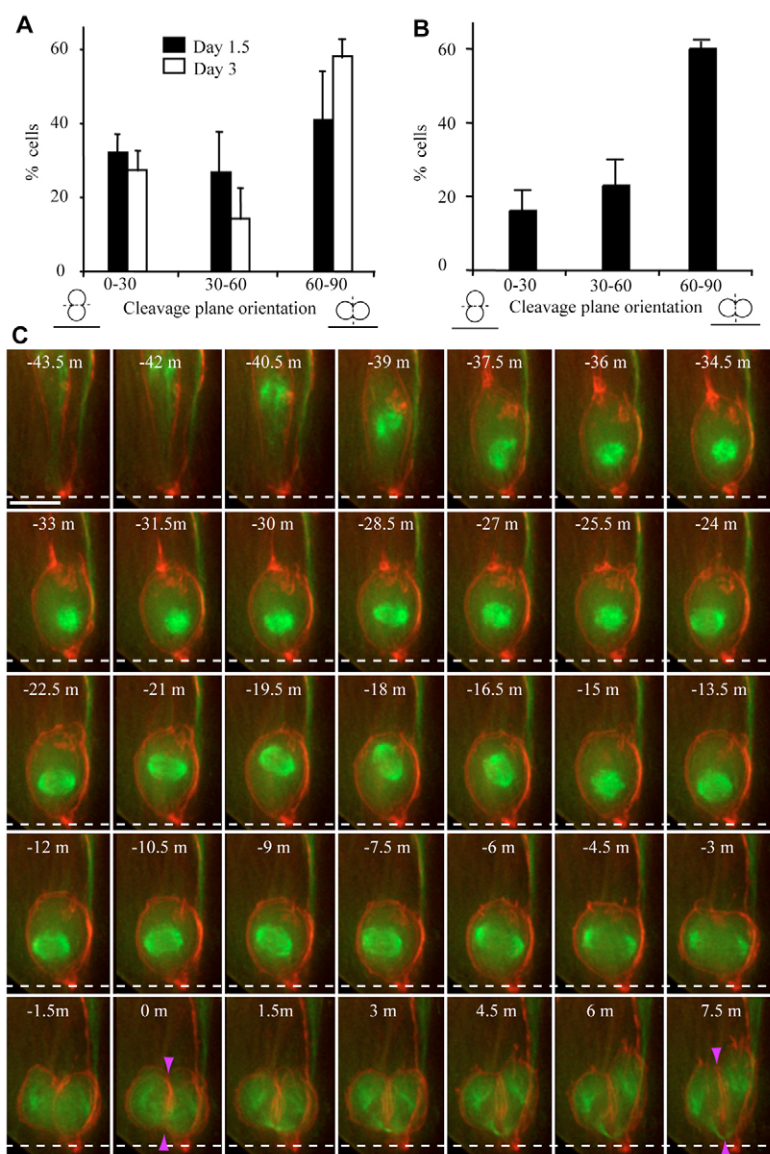 A
B
60
40
20
0
% cells
Day 1.5
Day 3
0-30
30-60
60-90
Cleavage plane orientation
60
40
20
0
% cells
0-30
30-60
60-90
Cleavage plane orientation
C
-43.5 m
-42 m
-40.5 m
-39 m
-37.5 m
-36 m
-34.5 m
-33 m
-31.5m
-30 m
-28.5 m
-27 m
-25.5 m
-24 m
-22.5 m
-21 m
-19.5 m
-18 m
-16.5 m
-15 m
-13.5 m
-12 m
-10.5 m
-9 m
-7.5 m
-6 m
-4.5 m
-3 m
-1.5m
0 m
1.5m
3 m
4.5 m
6 m
7.5 m